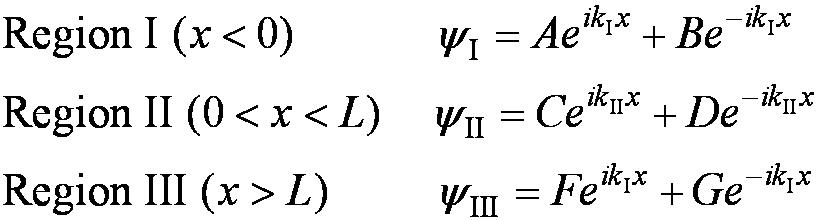 Region I (x < 0) ψ_I = Ae^{ik_I x} + Be^{-ik_I x}
Region II (0 < x < L) ψ_II = Ce^{ik_II x} + De^{-ik_II x}
Region III (x > L) ψ_III = Fe^{ik_I x} + Ge^{-ik_I x}